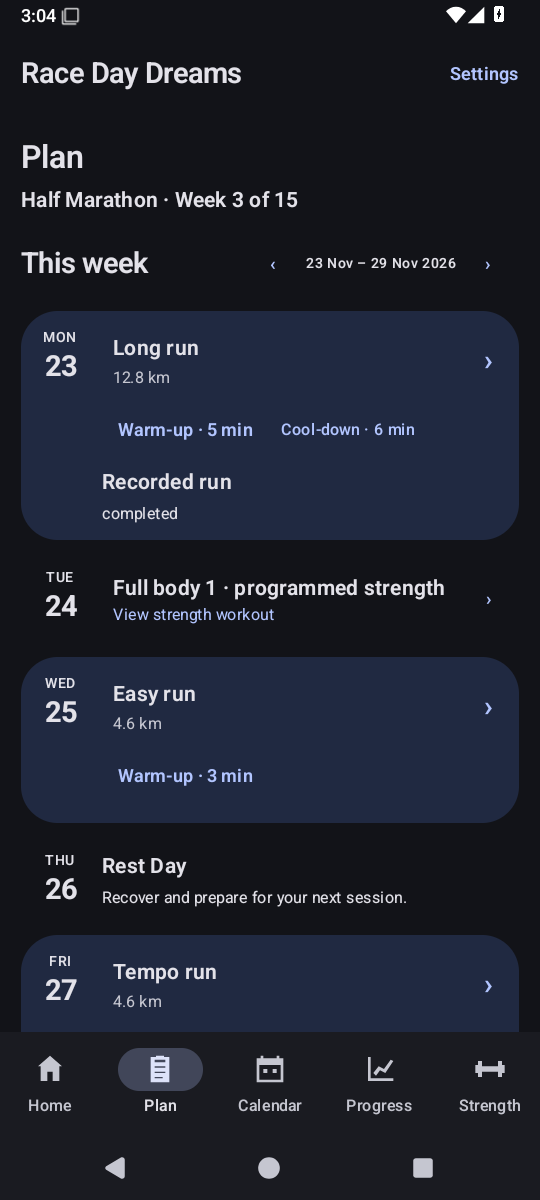 3:04
Race Day Dreams
Settings
Plan
Half Marathon · Week 3 of 15
This week
‹ 23 Nov – 29 Nov 2026 ›
MON
23
Long run
12.8 km
›
Warm-up · 5 min
Cool-down · 6 min
Recorded run
completed
TUE
24
Full body 1 · programmed strength
View strength workout
›
WED
25
Easy run
4.6 km
›
Warm-up · 3 min
THU
26
Rest Day
Recover and prepare for your next session.
FRI
27
Tempo run
4.6 km
›
Home
Plan
Calendar
Progress
Strength